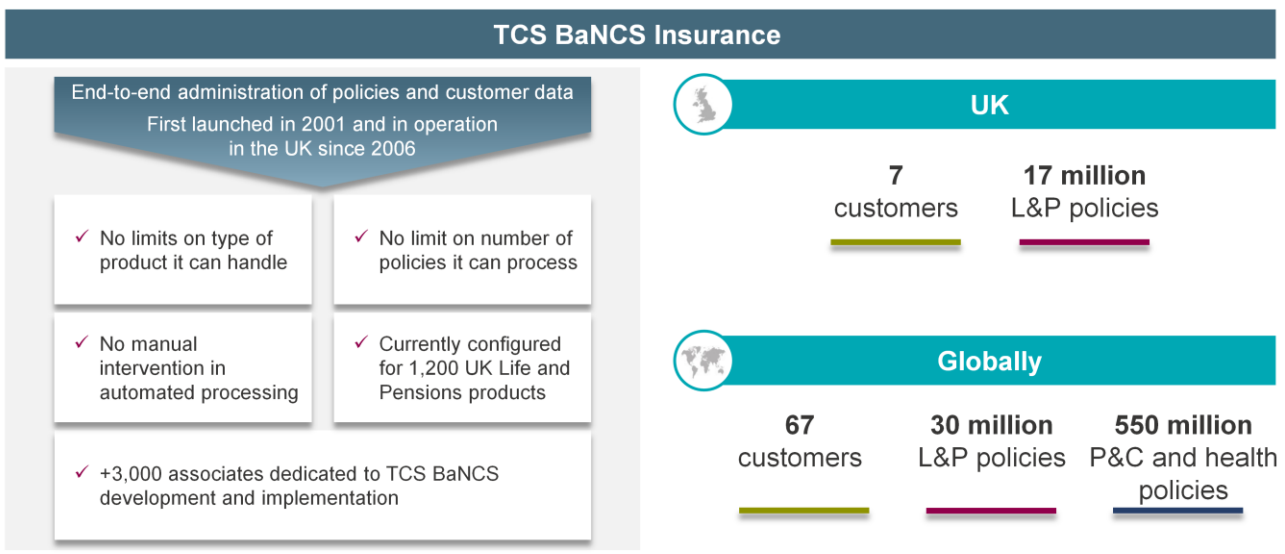 TCS BaNCS Insurance
End-to-end administration of policies and customer data
First launched in 2001 and in operation
in the UK since 2006
✓ No limits on type of
product it can handle
✓ No limit on number of
policies it can process
✓ No manual
intervention in
automated processing
✓ Currently configured
for 1,200 UK Life and
Pensions products
✓ +3,000 associates dedicated to TCS BaNCS
development and implementation
UK
7
customers
17 million
L&P policies
Globally
67
customers
30 million
L&P policies
550 million
P&C and health
policies